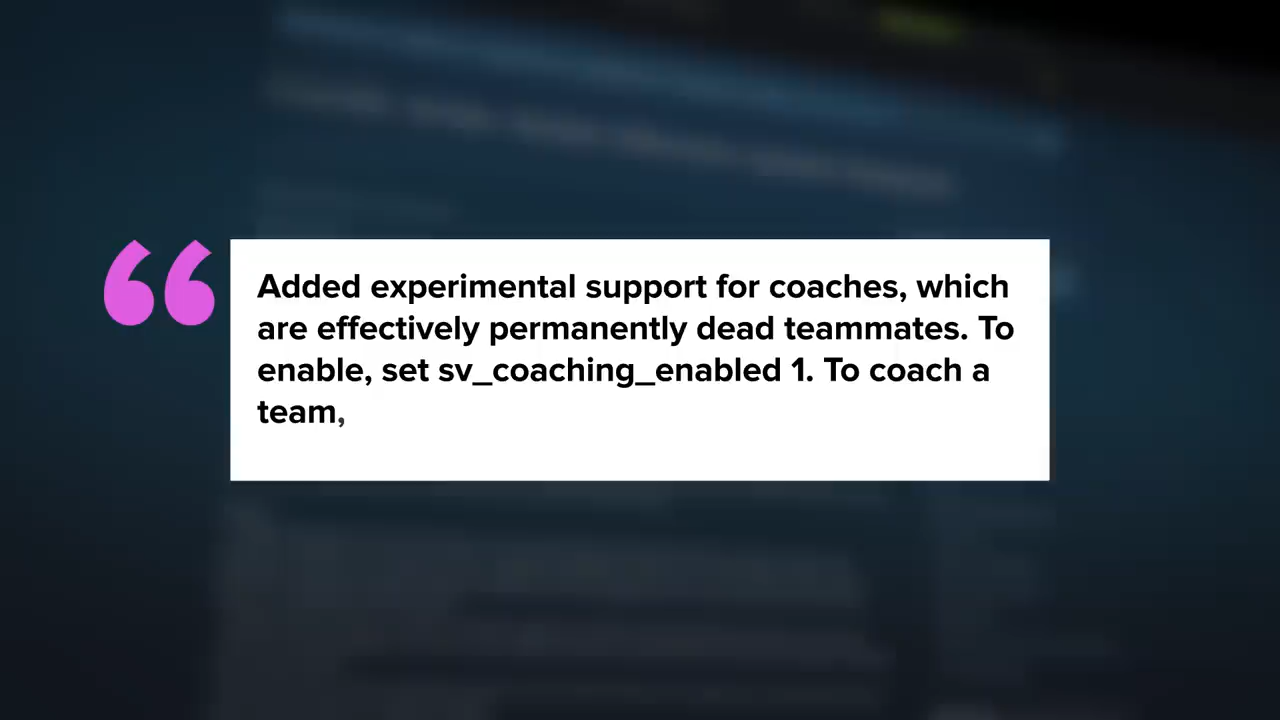 Added experimental support for coaches, which
are effectively permanently dead teammates. To
enable, set sv_coaching_enabled 1. To coach a
team,